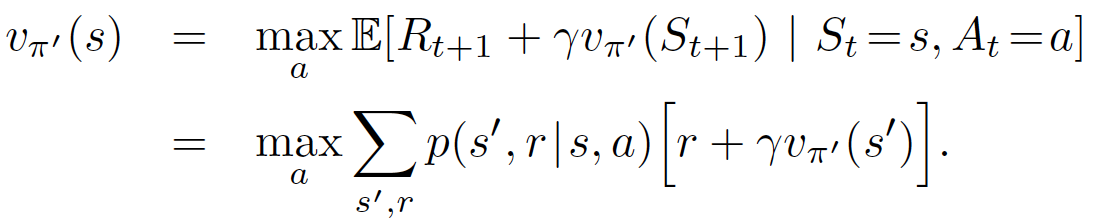 v_{π′}(s) = max_a 𝔼[R_{t+1} + γv_{π′}(S_{t+1}) | S_t=s, A_t=a]
= max_a ∑_{s′,r} p(s′,r|s,a)[r + γv_{π′}(s′)].